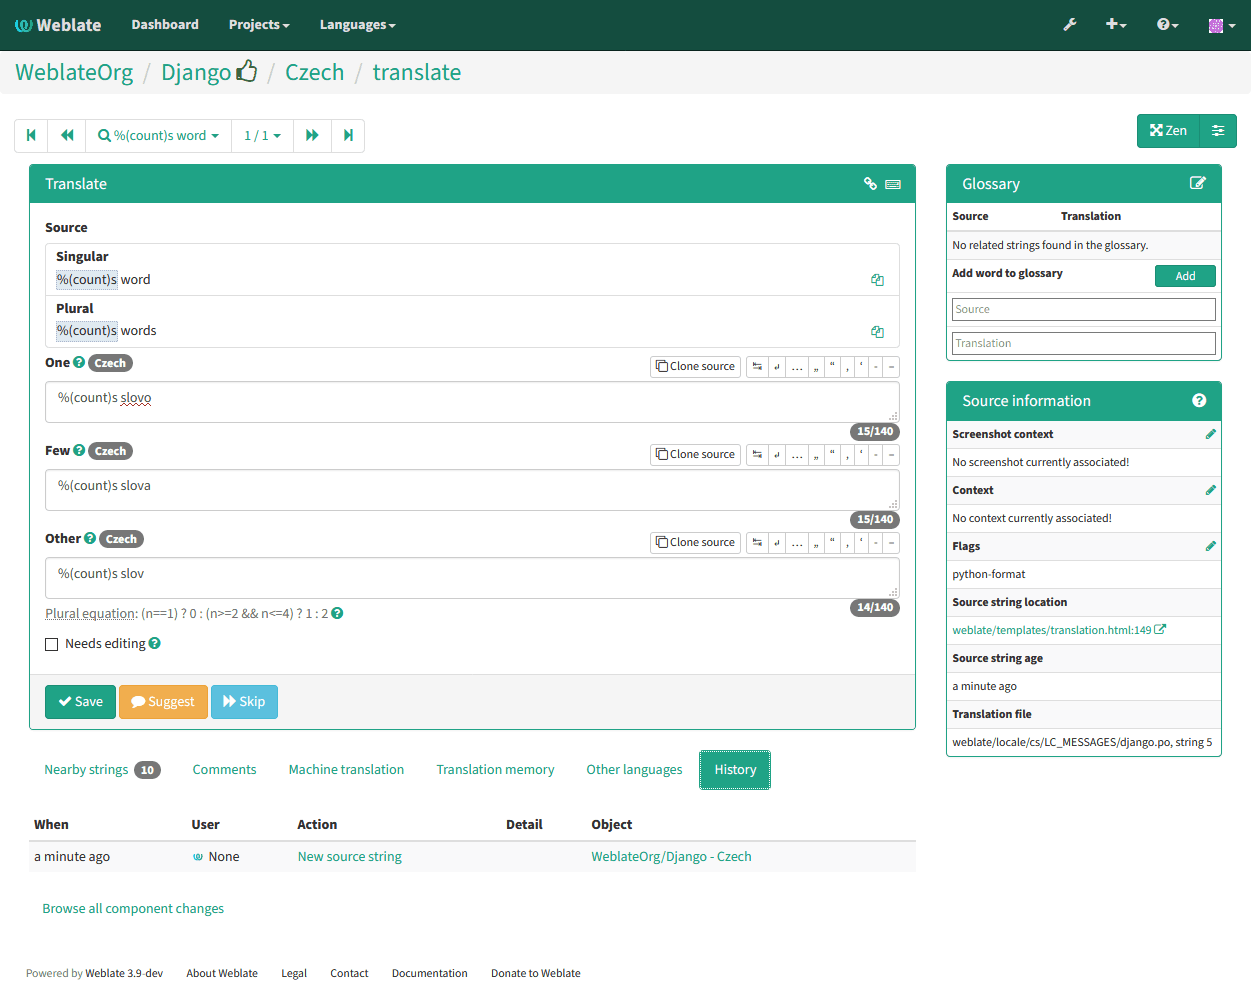 Weblate Dashboard Projects Languages
WeblateOrg / Django / Czech / translate
%(count)s word 1 / 1 Zen
Translate
Source
Singular
%(count)s word
Plural
%(count)s words
One Czech Clone source ↹ ↵ … „ “ ‚ ‘ - –
%(count)s slovo
15/140
Few Czech Clone source ↹ ↵ … „ “ ‚ ‘ - –
%(count)s slova
15/140
Other Czech Clone source ↹ ↵ … „ “ ‚ ‘ - –
%(count)s slov
14/140
Plural equation: (n==1) ? 0 : (n>=2 && n<=4) ? 1 : 2
Needs editing
Save Suggest Skip
Glossary
Source Translation
No related strings found in the glossary.
Add word to glossary Add
Source
Translation
Source information
Screenshot context
No screenshot currently associated!
Context
No context currently associated!
Flags
python-format
Source string location
weblate/templates/translation.html:149
Source string age
a minute ago
Translation file
weblate/locale/cs/LC_MESSAGES/django.po, string 5
Nearby strings 10 Comments Machine translation Translation memory Other languages History
When User Action Detail Object
a minute ago None New source string WeblateOrg/Django - Czech
Browse all component changes
Powered by Weblate 3.9-dev About Weblate Legal Contact Documentation Donate to Weblate